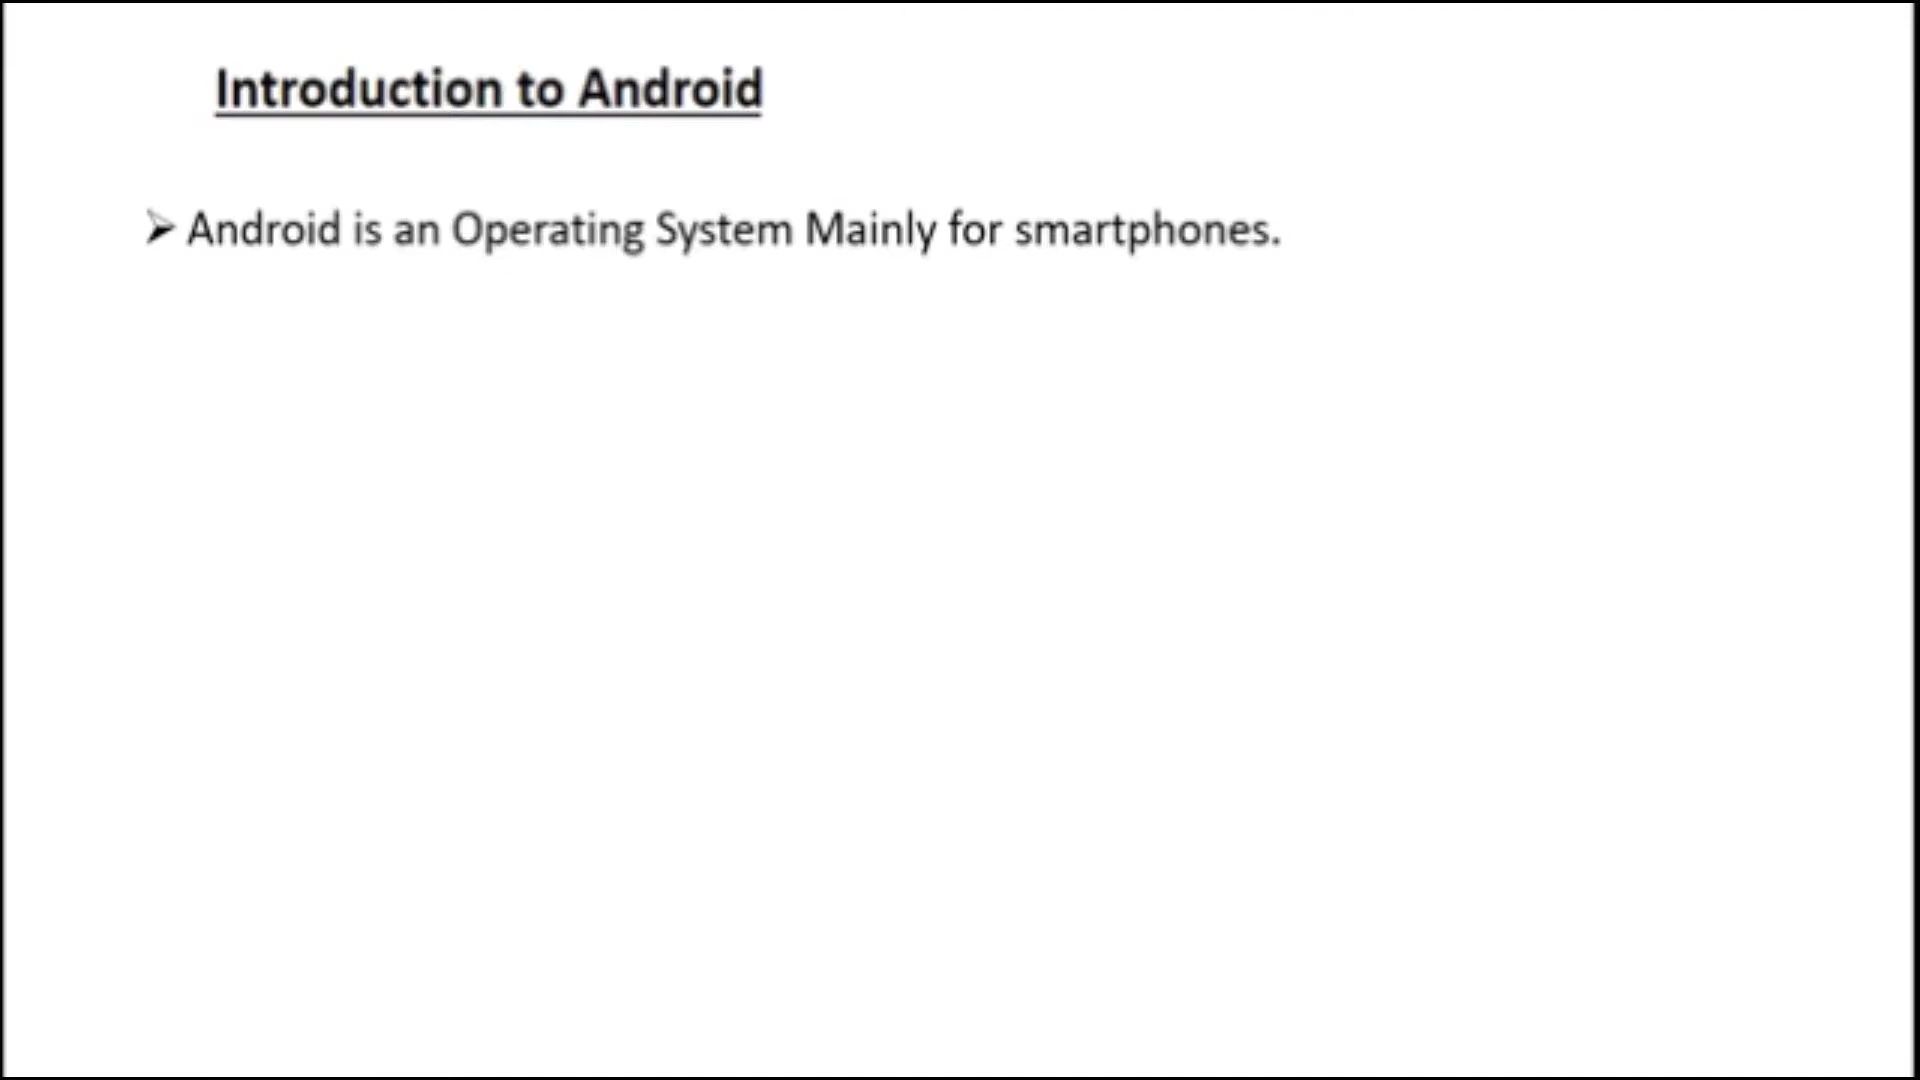 Introduction to Android
➢ Android is an Operating System Mainly for smartphones.